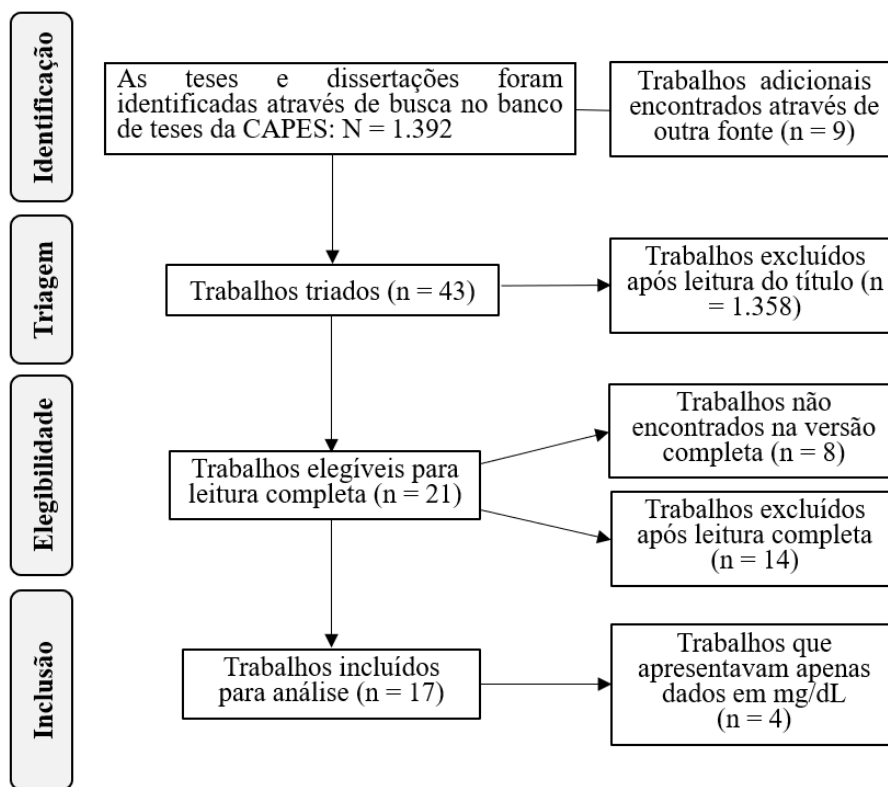 Identificação
As teses e dissertações foram
identificadas através de busca no banco
de teses da CAPES: N = 1.392
Trabalhos adicionais
encontrados através de
outra fonte (n = 9)
Triagem
Trabalhos triados (n = 43)
Trabalhos excluídos
após leitura do título (n
= 1.358)
Elegibilidade
Trabalhos elegíveis para
leitura completa (n = 21)
Trabalhos não
encontrados na versão
completa (n = 8)
Trabalhos excluídos
após leitura completa
(n = 14)
Inclusão
Trabalhos incluídos
para análise (n = 17)
Trabalhos que
apresentavam apenas
dados em mg/dL
(n = 4)